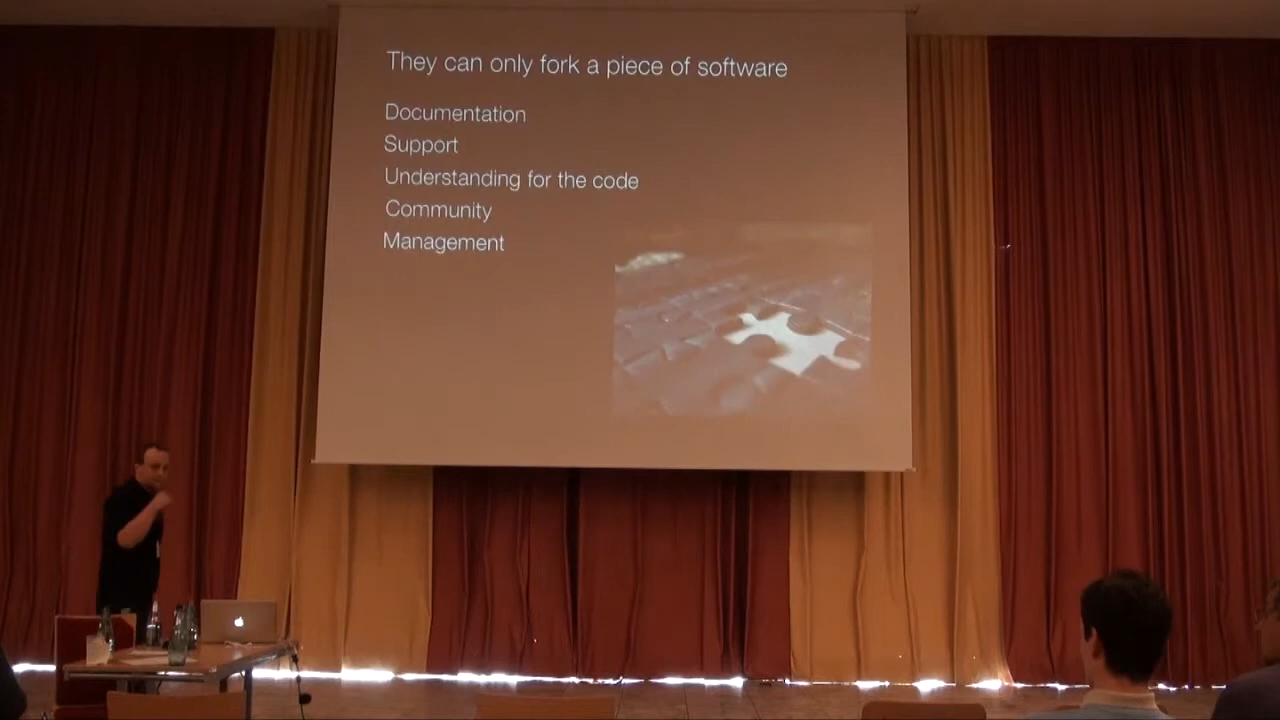 They can only fork a piece of software
Documentation
Support
Understanding for the code
Community
Management